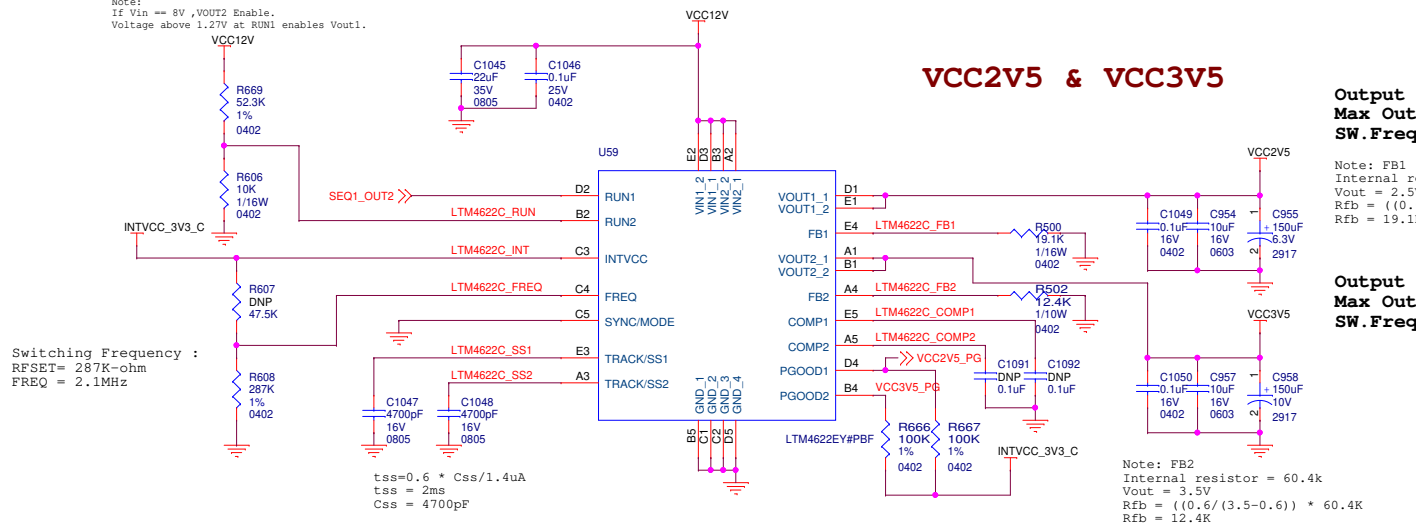 Note:
If Vin == 8V ,VOUT2 Enable.
Voltage above 1.27V at RUN1 enables Vout1.
VCC12V
R669
52.3K
1%
0402
R606
10K
1/16W
0402
INTVCC_3V3_C
R607
DNP
47.5K
Switching Frequency :
RFSET= 287K-ohm
FREQ = 2.1MHz
R608
287K
1%
0402
VCC12V
C1045
22uF
35V
0805
C1046
0.1uF
25V
0402
VCC2V5 & VCC3V5
U59
E2
D3
B3
A2
VIN1_2
VIN1_1
VIN2_2
VIN2_1
SEQ1_OUT2
D2
RUN1
LTM4622C_RUN
B2
RUN2
LTM4622C_INT
C3
INTVCC
LTM4622C_FREQ
C4
FREQ
C5
SYNC/MODE
LTM4622C_SS1
E3
TRACK/SS1
LTM4622C_SS2
A3
TRACK/SS2
C1047
4700pF
16V
0805
C1048
4700pF
16V
0805
tss=0.6 * Css/1.4uA
tss = 2ms
Css = 4700pF
GND_1
GND_2
GND_3
GND_4
B5
C1
C2
D5
VOUT1_1
D1
VOUT1_2
E1
FB1
E4
LTM4622C_FB1
R500
19.1K
1/16W
0402
VOUT2_1
A1
VOUT2_2
B1
FB2
A4
LTM4622C_FB2
R502
12.4K
1/10W
0402
COMP1
E5
LTM4622C_COMP1
COMP2
A5
LTM4622C_COMP2
PGOOD1
D4
VCC2V5_PG
PGOOD2
B4
VCC3V5_PG
C1091
DNP
0.1uF
C1092
DNP
0.1uF
LTM4622EY#PBF
R666
100K
1%
0402
R667
100K
1%
0402
INTVCC_3V3_C
VCC2V5
C1049
0.1uF
16V
0402
C954
10uF
16V
0603
C955
1
+ 150uF
6.3V
2
2917
VCC3V5
C1050
0.1uF
16V
0402
C957
10uF
16V
0603
C958
1
+ 150uF
10V
2
2917
Note: FB2
Internal resistor = 60.4k
Vout = 3.5V
Rfb = ((0.6/(3.5-0.6)) * 60.4K
Rfb = 12.4K
Output
Max Out
SW.Freq
Note: FB1
Internal re
Vout = 2.5V
Rfb = ((0.
Rfb = 19.1
Output
Max Out
SW.Freq